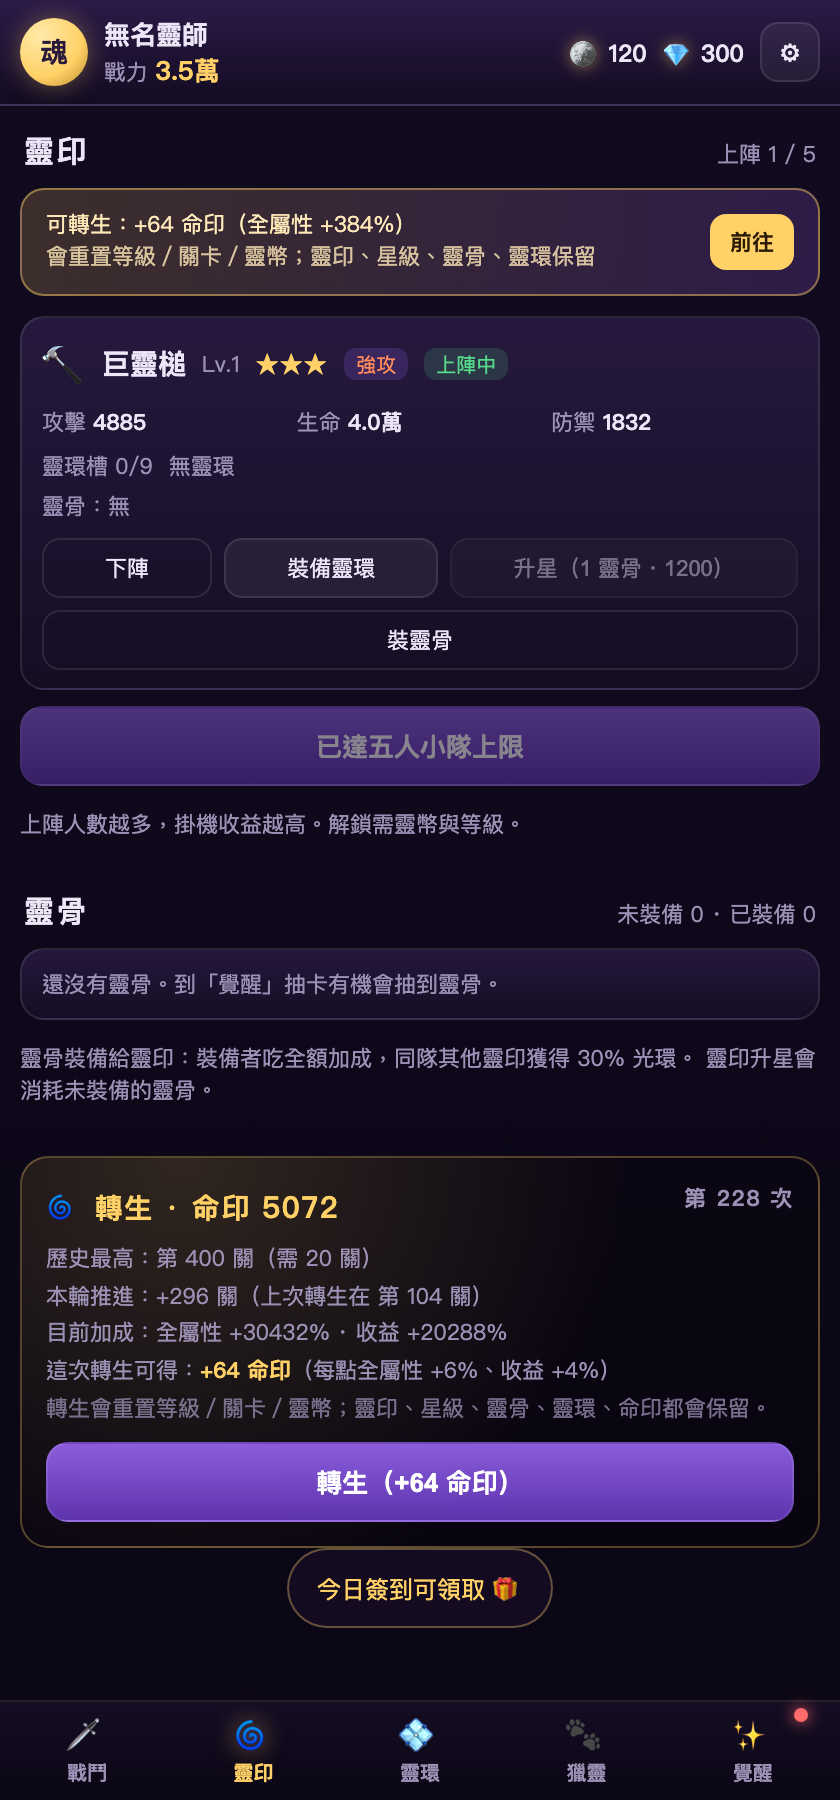 魂
無名靈師
戰力 3.5萬
120
300
靈印
上陣 1 / 5
可轉生：+64 命印（全屬性 +384%）
會重置等級 / 關卡 / 靈幣；靈印、星級、靈骨、靈環保留
前往
巨靈槌 Lv.1 ★★★ 強攻 上陣中
攻擊 4885 生命 4.0萬 防禦 1832
靈環槽 0/9 無靈環
靈骨：無
下陣
裝備靈環
升星（1 靈骨 · 1200）
裝靈骨
已達五人小隊上限
上陣人數越多，掛機收益越高。解鎖需靈幣與等級。
靈骨
未裝備 0 · 已裝備 0
還沒有靈骨。到「覺醒」抽卡有機會抽到靈骨。
靈骨裝備給靈印：裝備者吃全額加成，同隊其他靈印獲得 30% 光環。 靈印升星會
消耗未裝備的靈骨。
轉生 · 命印 5072
第 228 次
歷史最高：第 400 關（需 20 關）
本輪推進：+296 關（上次轉生在 第 104 關）
目前加成：全屬性 +30432% · 收益 +20288%
這次轉生可得：+64 命印（每點全屬性 +6%、收益 +4%）
轉生會重置等級 / 關卡 / 靈幣；靈印、星級、靈骨、靈環、命印都會保留。
轉生（+64 命印）
今日簽到可領取
戰鬥
靈印
靈環
獵靈
覺醒